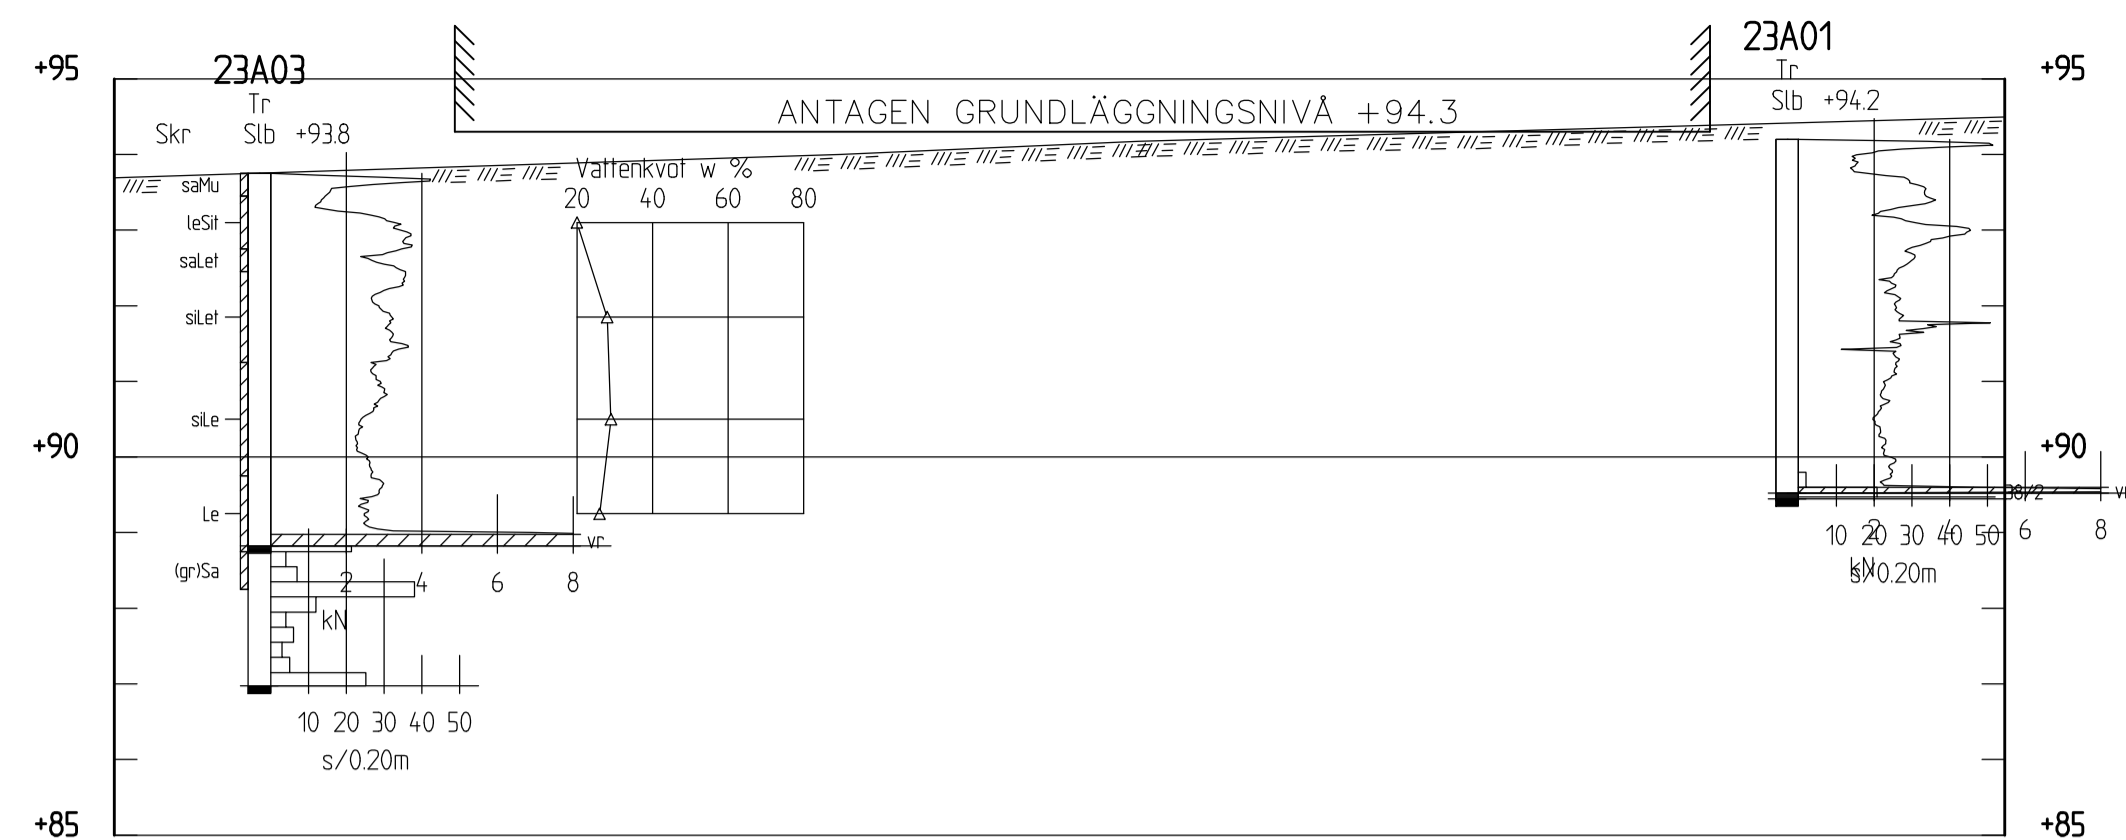 23A01
+95
23A03
Tr
+95
Tr
ANTAGEN GRUNDLÄGGNINGSNIVÅ +94.3
Slb +94.2
Skr
Slb +93.8
Vattenkvot w %
saMu
20 40 60 80
leSit
saLet
siLet
siLe
+90
+90
38/2
Le
10 20 30 40 50
2 6 8
vr
(gr)Sa
2 4 6 8
kN
s/0.20m
kN
10 20 30 40 50
s/0.20m
+85
+85